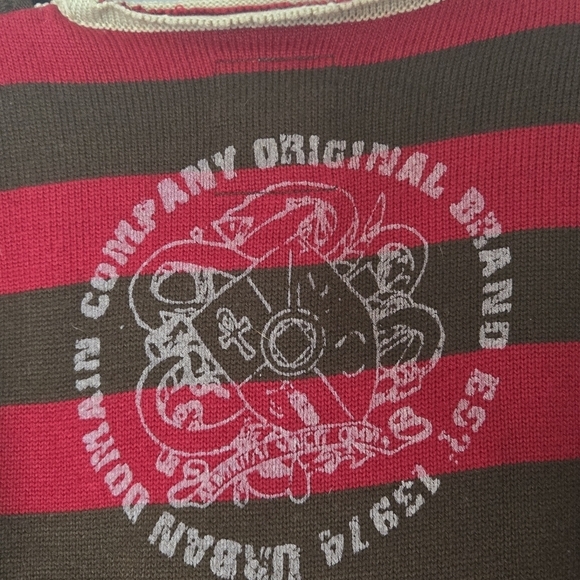 COMPANY ORIGINAL BRAND EST 13974 URBAN DOMAIN